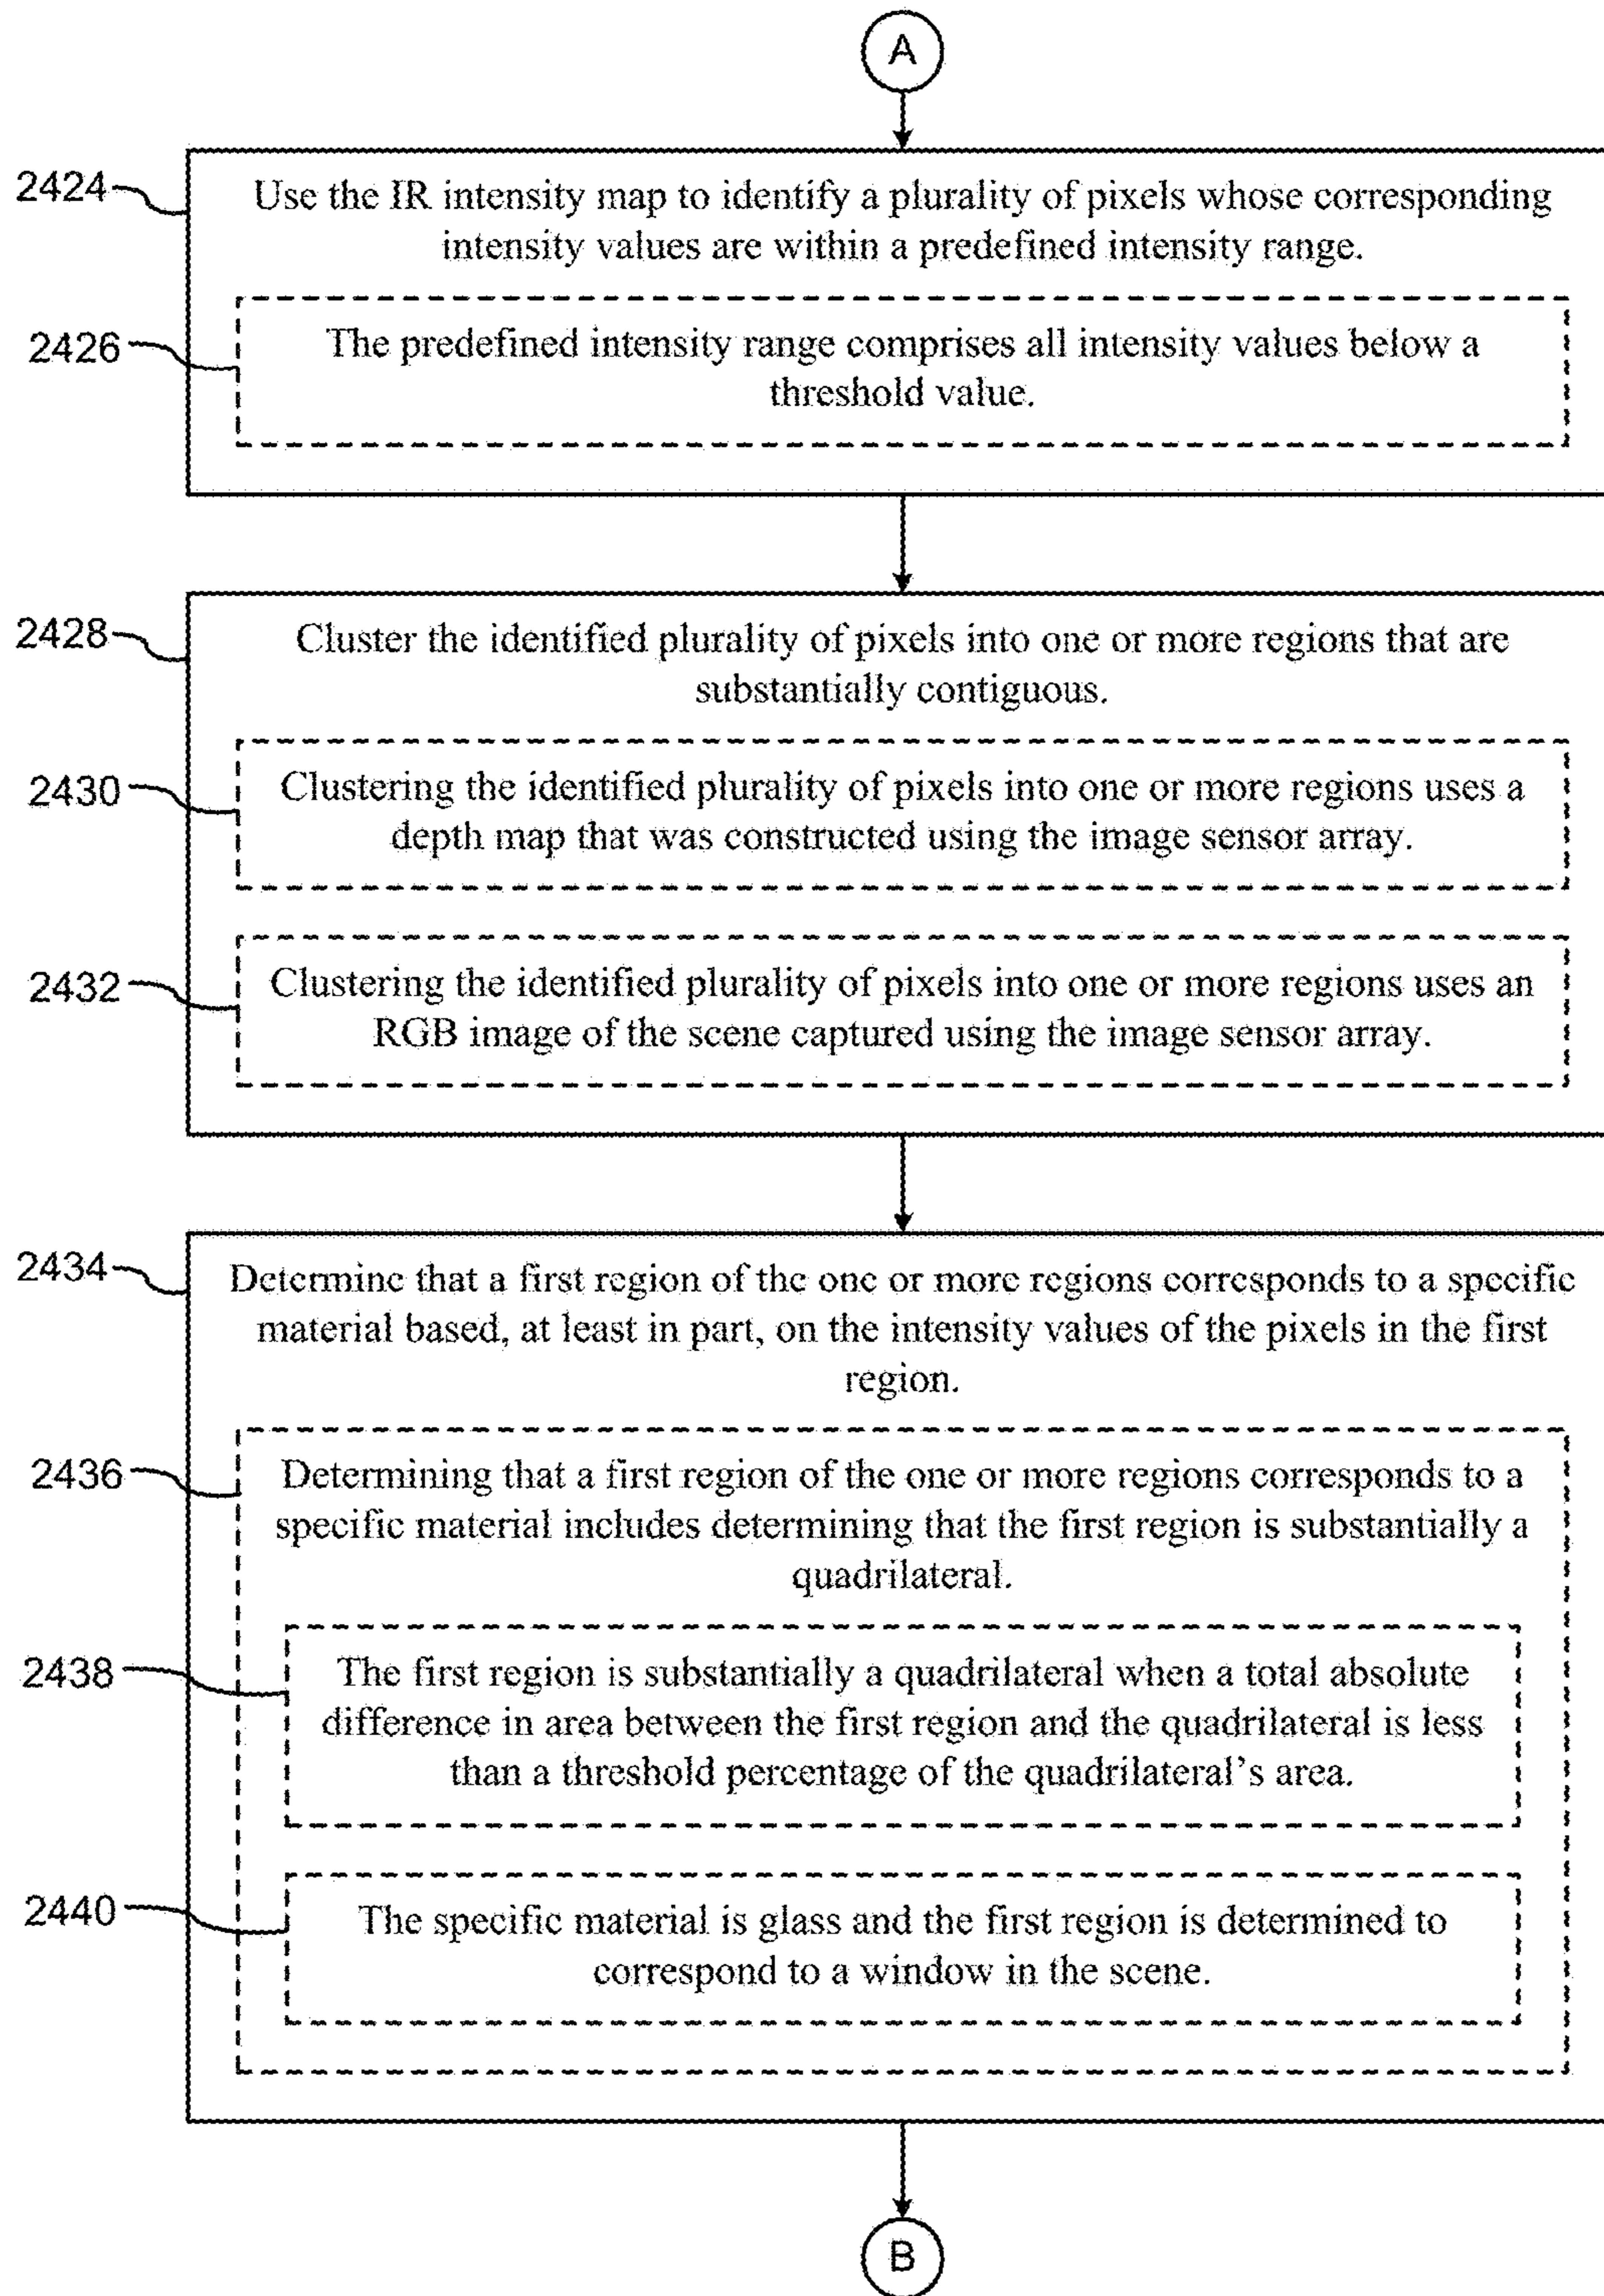 A
2424
Use the IR intensity map to identify a plurality of pixels whose corresponding
intensity values are within a predefined intensity range.
2426
The predefined intensity range comprises all intensity values below a
threshold value.
2428
Cluster the identified plurality of pixels into one or more regions that are
substantially contiguous.
2430
Clustering the identified plurality of pixels into one or more regions uses a
depth map that was constructed using the image sensor array.
2432
Clustering the identified plurality of pixels into one or more regions uses an
RGB image of the scene captured using the image sensor array.
2434
Determine that a first region of the one or more regions corresponds to a specific
material based, at least in part, on the intensity values of the pixels in the first
region.
2436
Determining that a first region of the one or more regions corresponds to a
specific material includes determining that the first region is substantially a
quadrilateral.
2438
The first region is substantially a quadrilateral when a total absolute
difference in area between the first region and the quadrilateral is less
than a threshold percentage of the quadrilateral's area.
2440
The specific material is glass and the first region is determined to
correspond to a window in the scene.
B